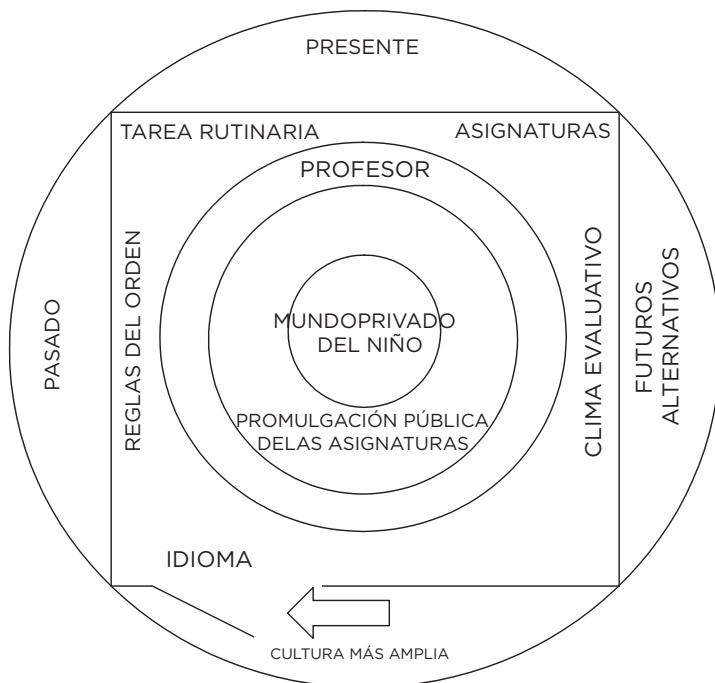 PRESENTE
TAREA RUTINARIA
ASIGNATURAS
PROFESOR
PASADO
REGLAS DEL ORDEN
MUNDOPRIVADO
DEL NIÑO
CLIMA EVALUATIVO
FUTUROS
ALTERNATIVOS
PROMULGACIÓN PÚBLICA
DELAS ASIGNATURAS
IDIOMA
CULTURA MÁS AMPLIA